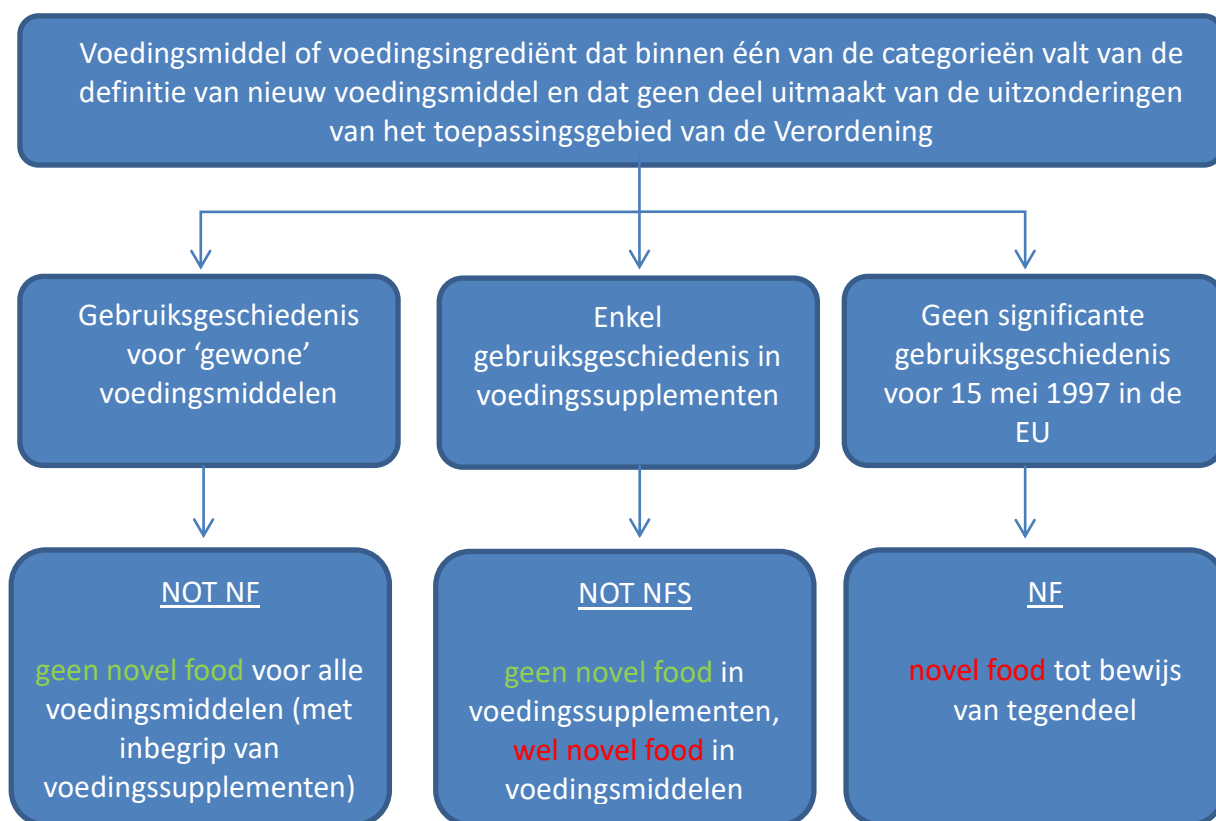 Voedingsmiddel of voedingsingrediënt dat binnen één van de categorieën valt van de
definitie van nieuw voedingsmiddel en dat geen deel uitmaakt van de uitzonderingen
van het toepassingsgebied van de Verordening
Gebruiksgeschiedenis
voor ‘gewone’
voedingsmiddelen
Enkel
gebruiksgeschiedenis in
voedingssupplementen
Geen significante
gebruiksgeschiedenis
voor 15 mei 1997 in de
EU
NOT NF
geen novel food voor alle
voedingsmiddelen (met
inbegrip van
voedingssupplementen)
NOT NFS
geen novel food in
voedingssupplementen,
wel novel food in
voedingsmiddelen
NF
novel food tot bewijs
van tegendeel